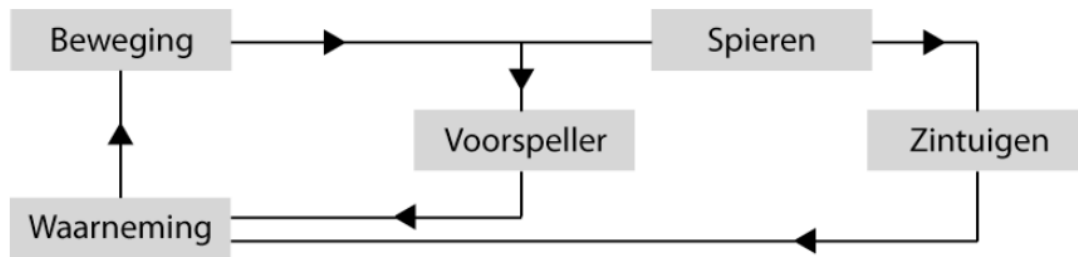 Beweging
Spieren
Voorspeller
Zintuigen
Waarneming